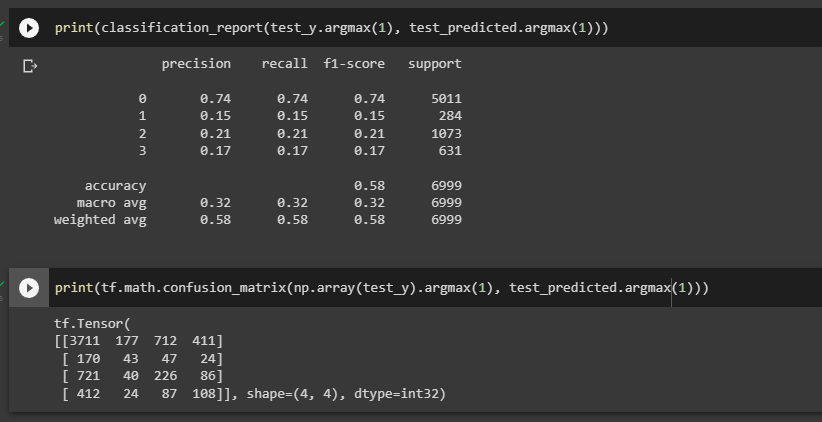 print(classification_report(test_y.argmax(1), test_predicted.argmax(1)))
precision recall f1-score support
0 0.74 0.74 0.74 5011
1 0.15 0.15 0.15 284
2 0.21 0.21 0.21 1073
3 0.17 0.17 0.17 631
accuracy 0.58 6999
macro avg 0.32 0.32 0.32 6999
weighted avg 0.58 0.58 0.58 6999
print(tf.math.confusion_matrix(np.array(test_y).argmax(1), test_predicted.argmax(1)))
tf.Tensor(
[[3711 177 712 411]
[ 170 43 47 24]
[ 721 40 226 86]
[ 412 24 87 108]], shape=(4, 4), dtype=int32)